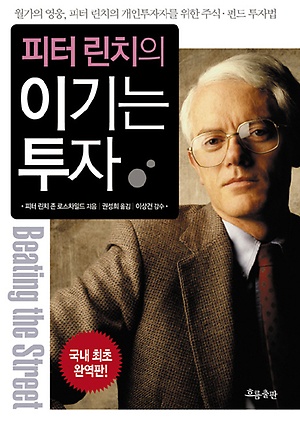 월가의 영웅, 피터 린치의 개인투자자를 위한 주식·펀드 투자법
피터 린치의
이기는
투자
• 피터 린치·존 로스차일드 지음 | 권성희 옮김 | 이상건 감수 •
Beating the Street
국내 최초
완역판!
흐름출판